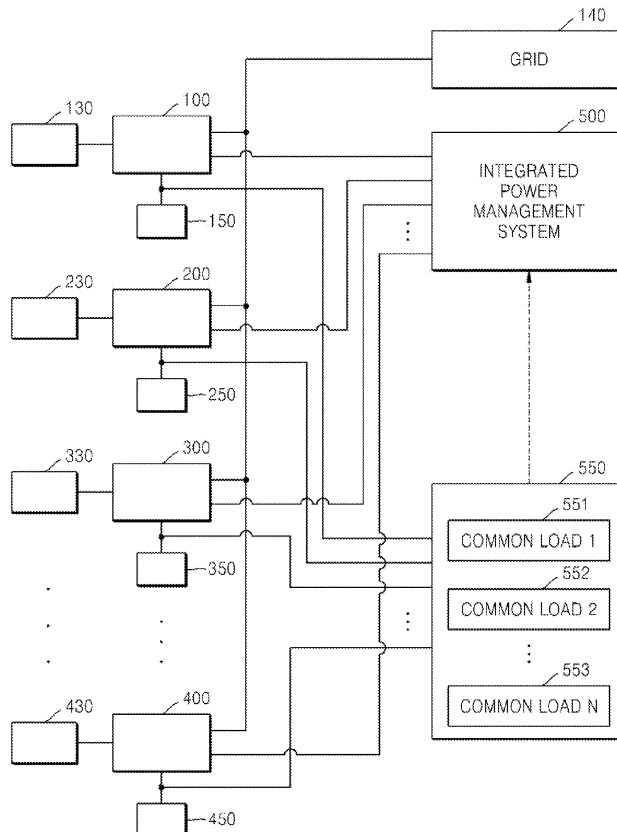 140
GRID
130
100
500
INTEGRATED
POWER
MANAGEMENT
SYSTEM
150
230
200
250
330
300
350
550
551
COMMON LOAD 1
552
COMMON LOAD 2
553
COMMON LOAD N
430
400
450